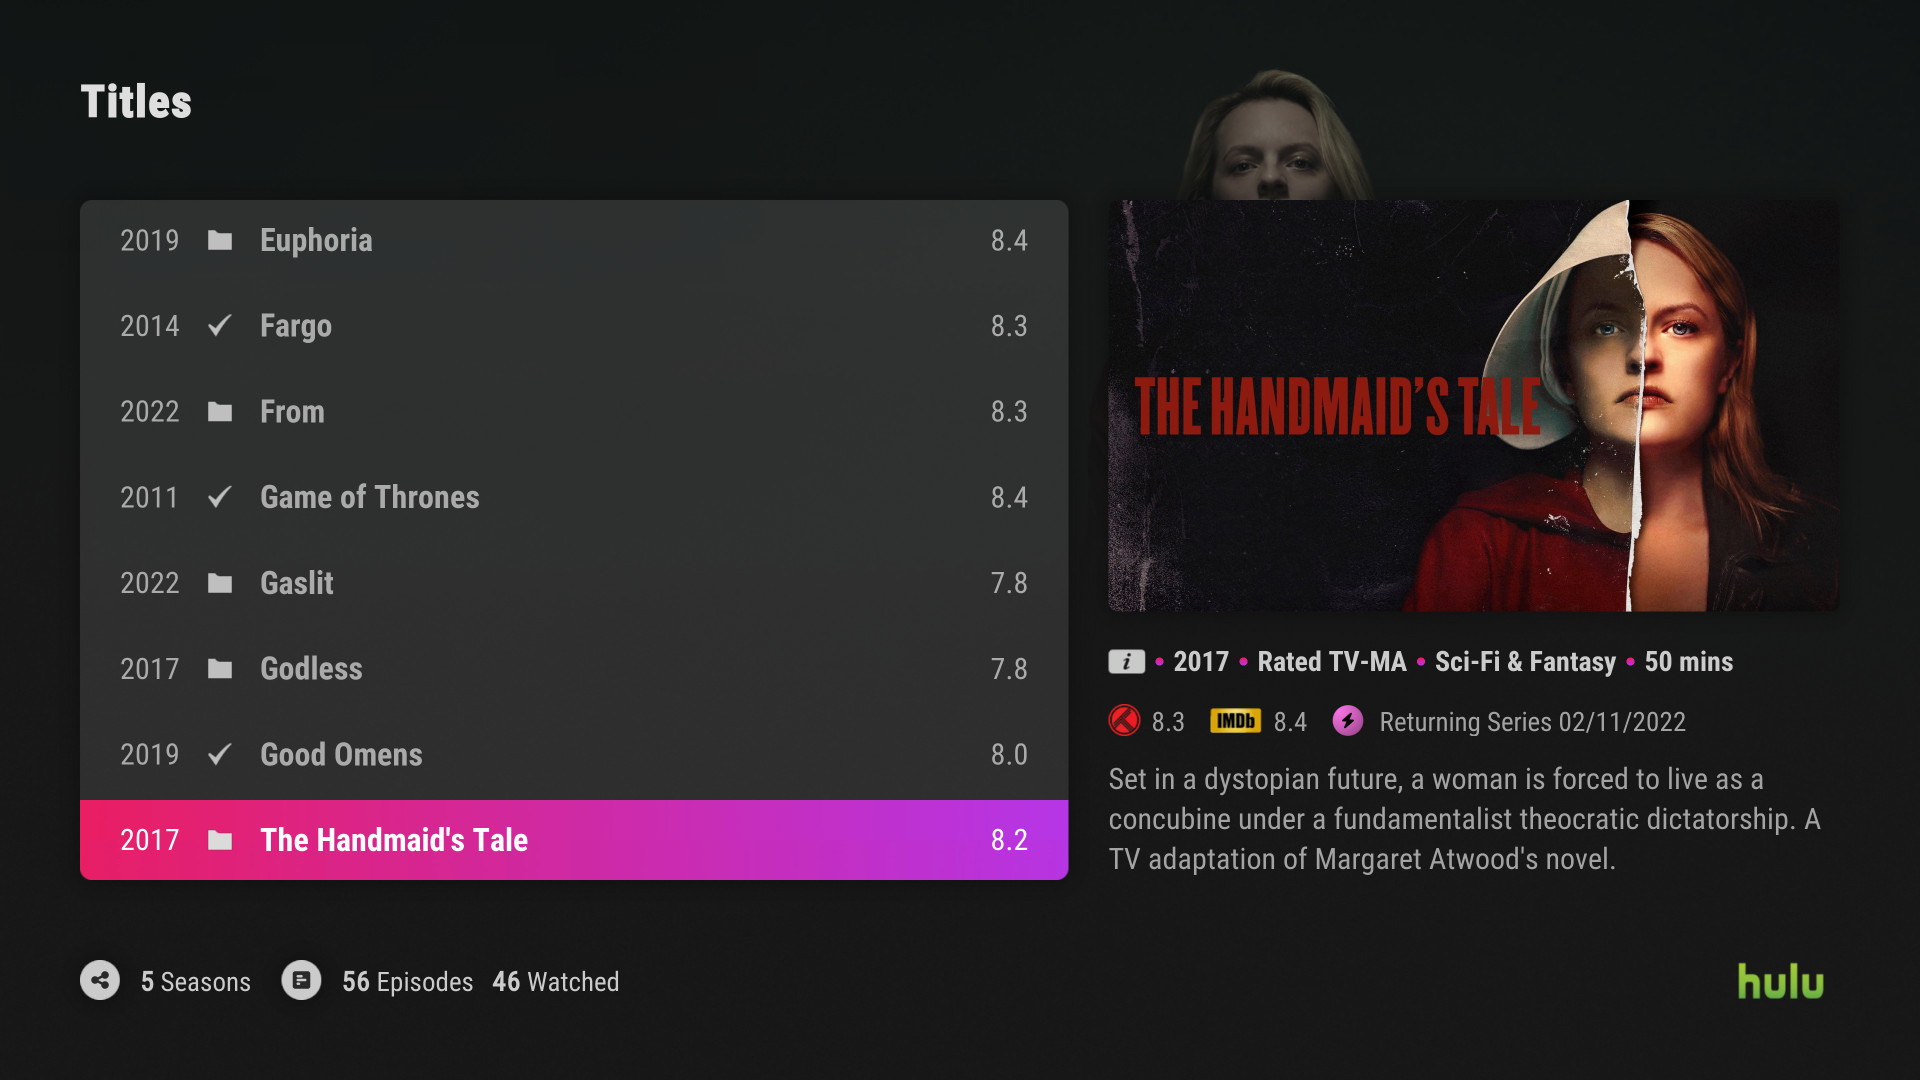 Titles
2019 Euphoria 8.4
2014 Fargo 8.3
2022 From 8.3
2011 Game of Thrones 8.4
2022 Gaslit 7.8
2017 Godless 7.8
2019 Good Omens 8.0
2017 The Handmaid's Tale 8.2
THE HANDMAID'S TALE
i • 2017 • Rated TV-MA • Sci-Fi & Fantasy • 50 mins
8.3 IMDb 8.4 Returning Series 02/11/2022
Set in a dystopian future, a woman is forced to live as a
concubine under a fundamentalist theocratic dictatorship. A
TV adaptation of Margaret Atwood's novel.
5 Seasons 56 Episodes 46 Watched
hulu